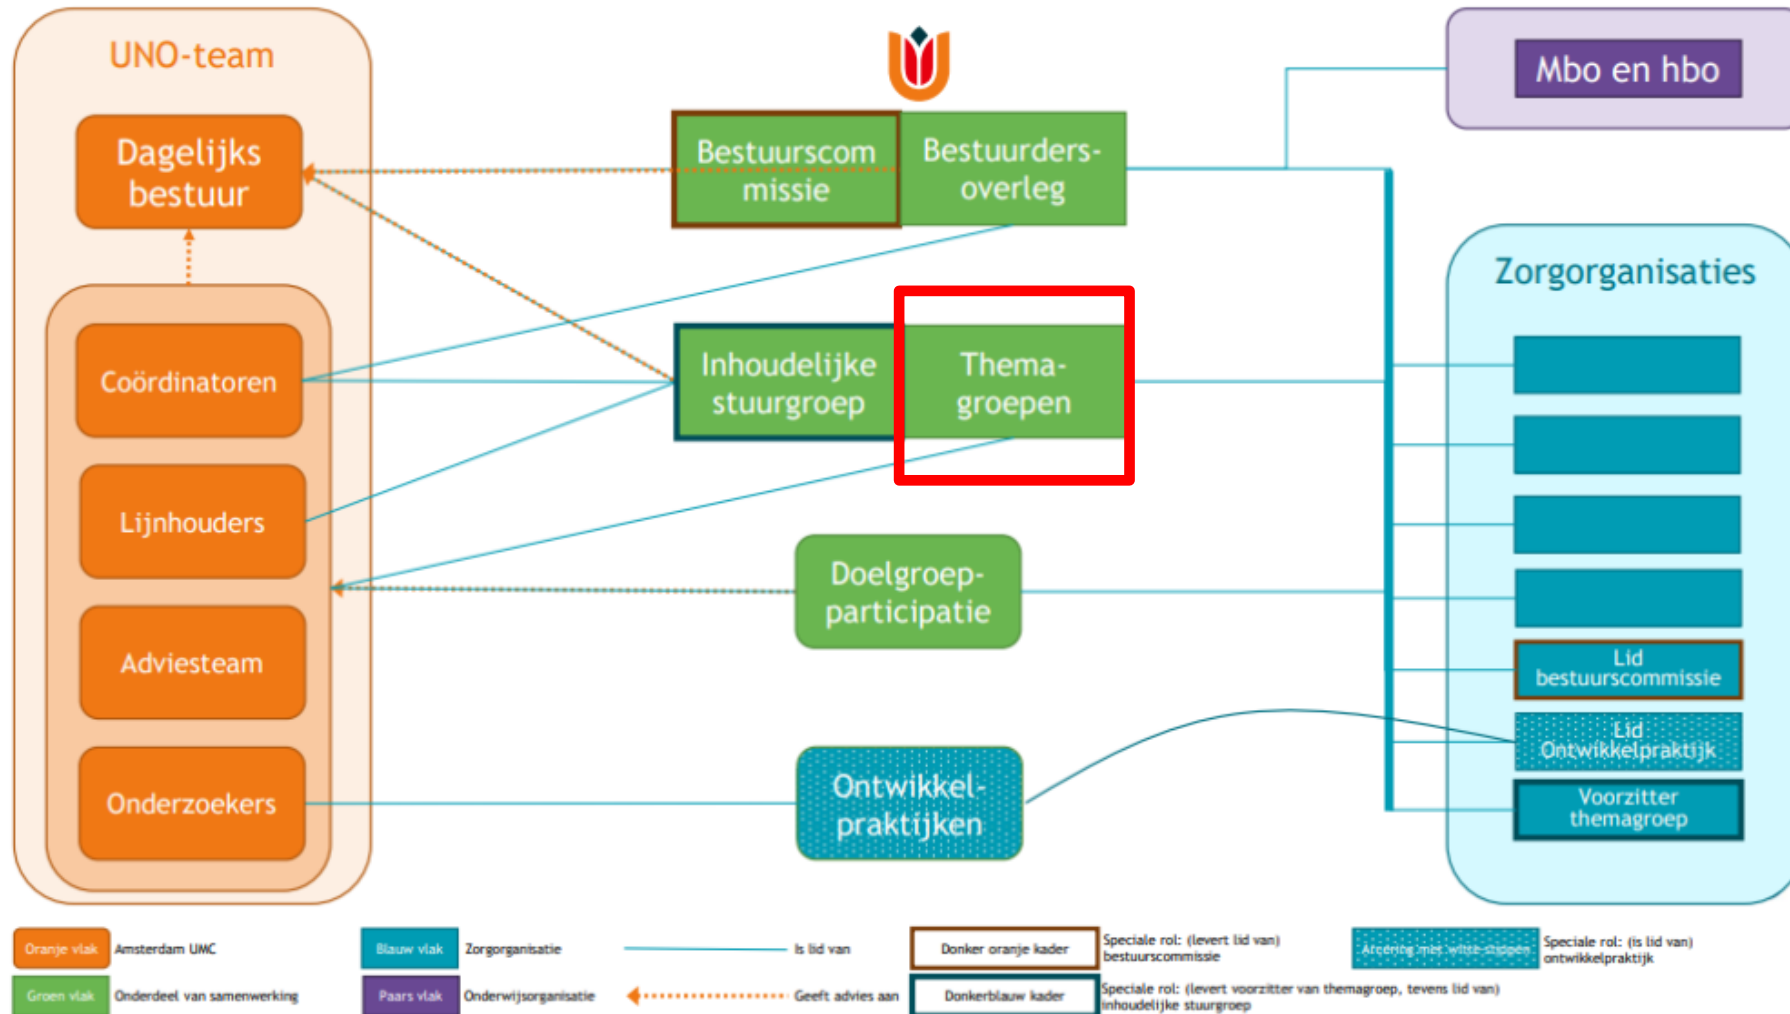 UNO-team
Dagelijks
bestuur
Coördinatoren
Lijnhouders
Adviesteam
Onderzoekers
Bestuurscom
missie
Bestuurders-
overleg
Inhoudelijke
stuurgroep
Thema-
groepen
Doelgroep-
participatie
Ontwikkel-
praktijken
Mbo en hbo
Zorgorganisaties
Lid
bestuurscommissie
Lid
Ontwikkelpraktijk
Voorzitter
themagroep
Oranje vlak
Amsterdam UMC
Groen vlak
Onderdeel van samenwerking
Blauw vlak
Zorgorganisatie
Paars vlak
Onderwijsorganisatie
Is lid van
Geeft advies aan
Donker oranje kader
Speciale rol: (levert lid van)
bestuurscommissie
Donkerblauw kader
Speciale rol: (levert voorzitter van themagroep, tevens lid van)
inhoudelijke stuurgroep
Arcering met witte stippen
Speciale rol: (is lid van)
ontwikkelpraktijk